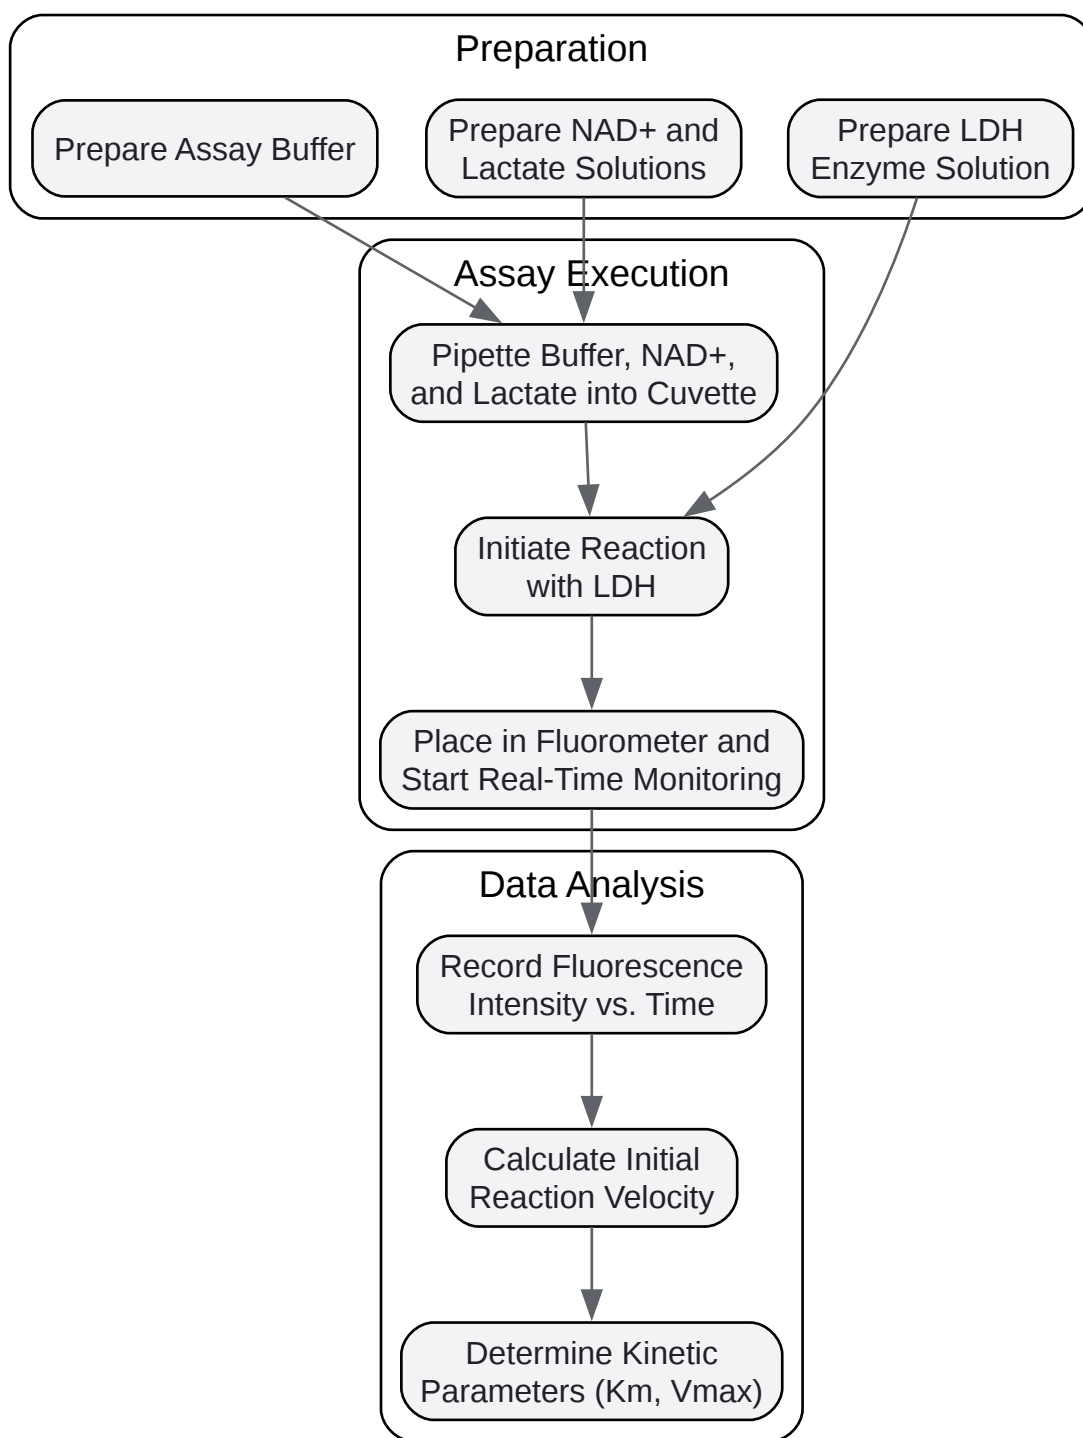 Preparation
Prepare Assay Buffer
Prepare NAD+ and
Lactate Solutions
Prepare LDH
Enzyme Solution
Assay Execution
Pipette Buffer, NAD+,
and Lactate into Cuvette
Initiate Reaction
with LDH
Place in Fluorometer and
Start Real-Time Monitoring
Data Analysis
Record Fluorescence
Intensity vs. Time
Calculate Initial
Reaction Velocity
Determine Kinetic
Parameters (Km, Vmax)